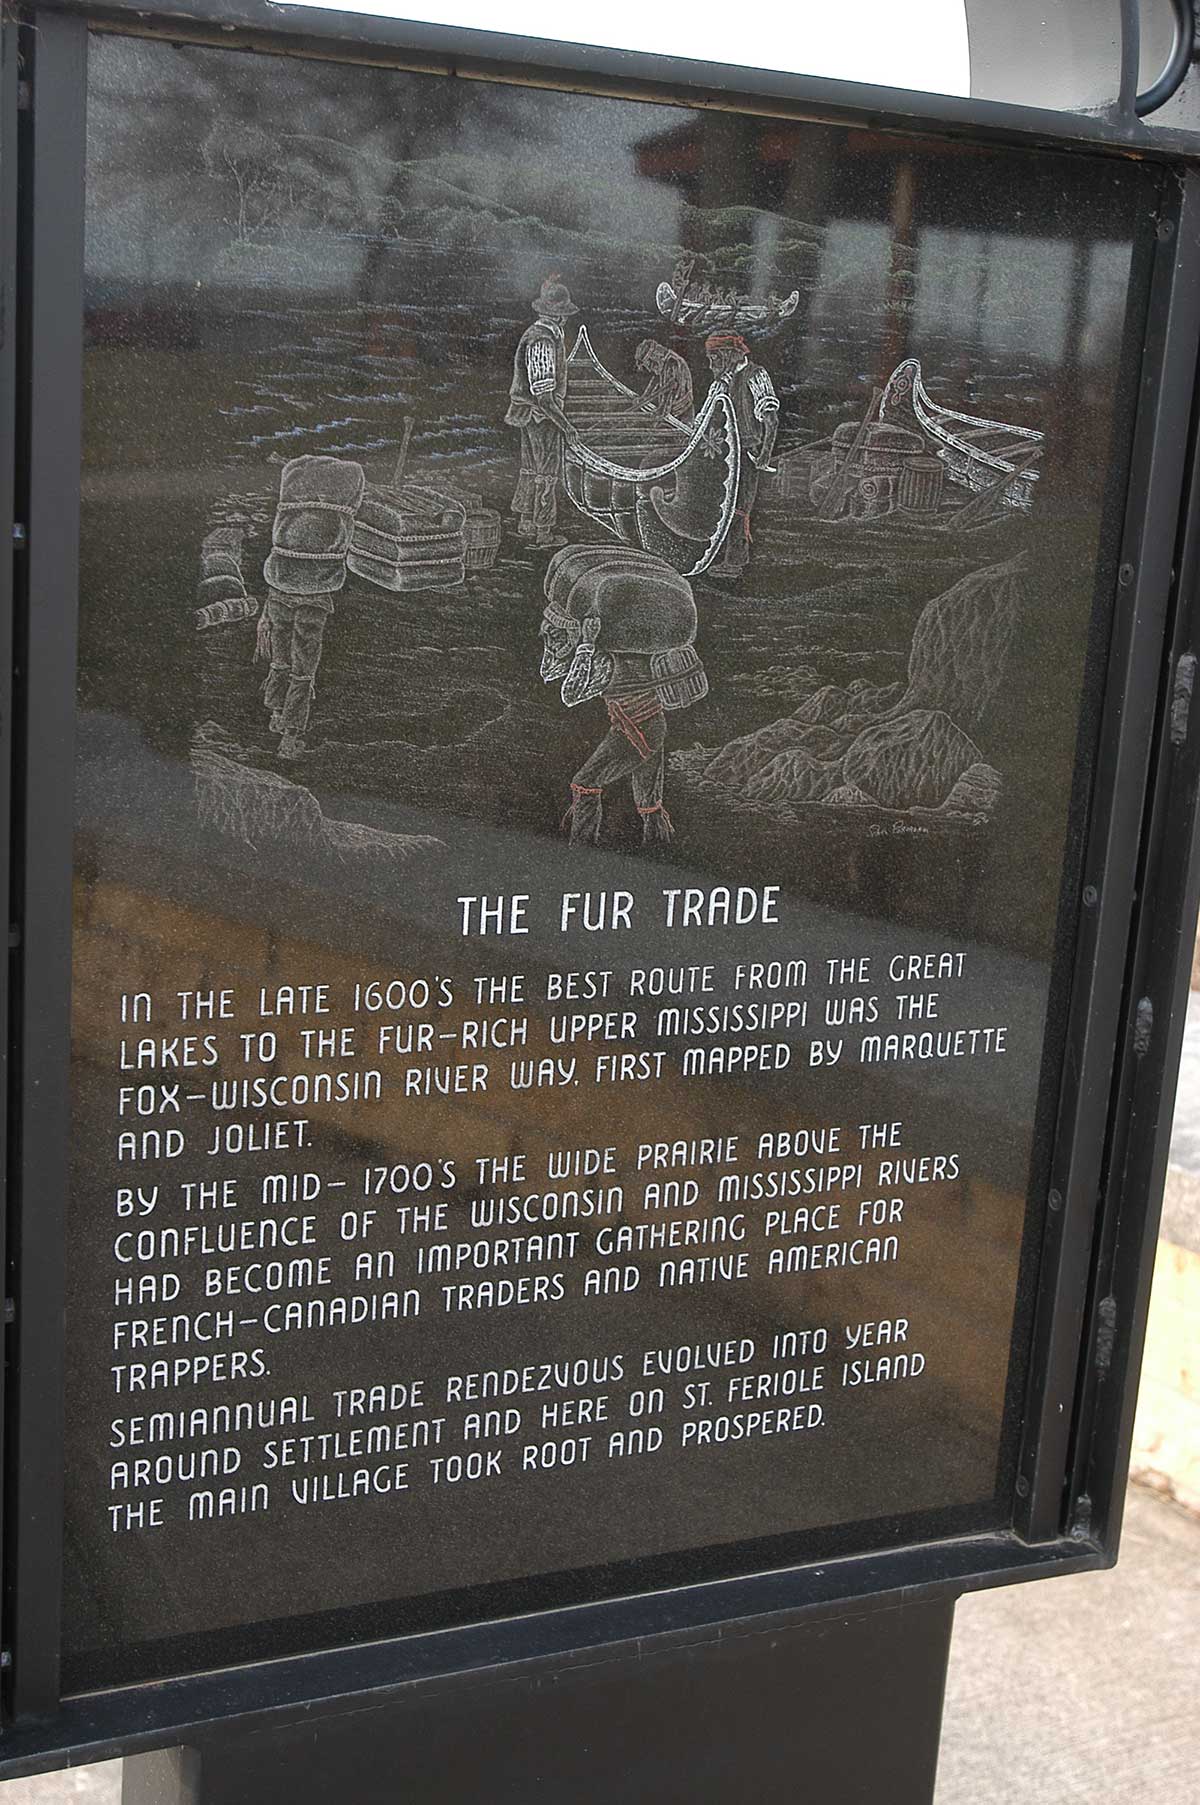 THE FUR TRADE
IN THE LATE 1600'S THE BEST ROUTE FROM THE GREAT
LAKES TO THE FUR-RICH UPPER MISSISSIPPI WAS THE
FOX-WISCONSIN RIVER WAY, FIRST MAPPED BY MARQUETTE
AND JOLIET.
BY THE MID- 1700'S THE WIDE PRAIRIE ABOVE THE
CONFLUENCE OF THE WISCONSIN AND MISSISSIPPI RIVERS
HAD BECOME AN IMPORTANT GATHERING PLACE FOR
FRENCH-CANADIAN TRADERS AND NATIVE AMERICAN
TRAPPERS.
SEMIANNUAL TRADE RENDEZVOUS EVOLVED INTO YEAR
AROUND SETTLEMENT AND HERE ON ST. FERIOLE ISLAND
THE MAIN VILLAGE TOOK ROOT AND PROSPERED.